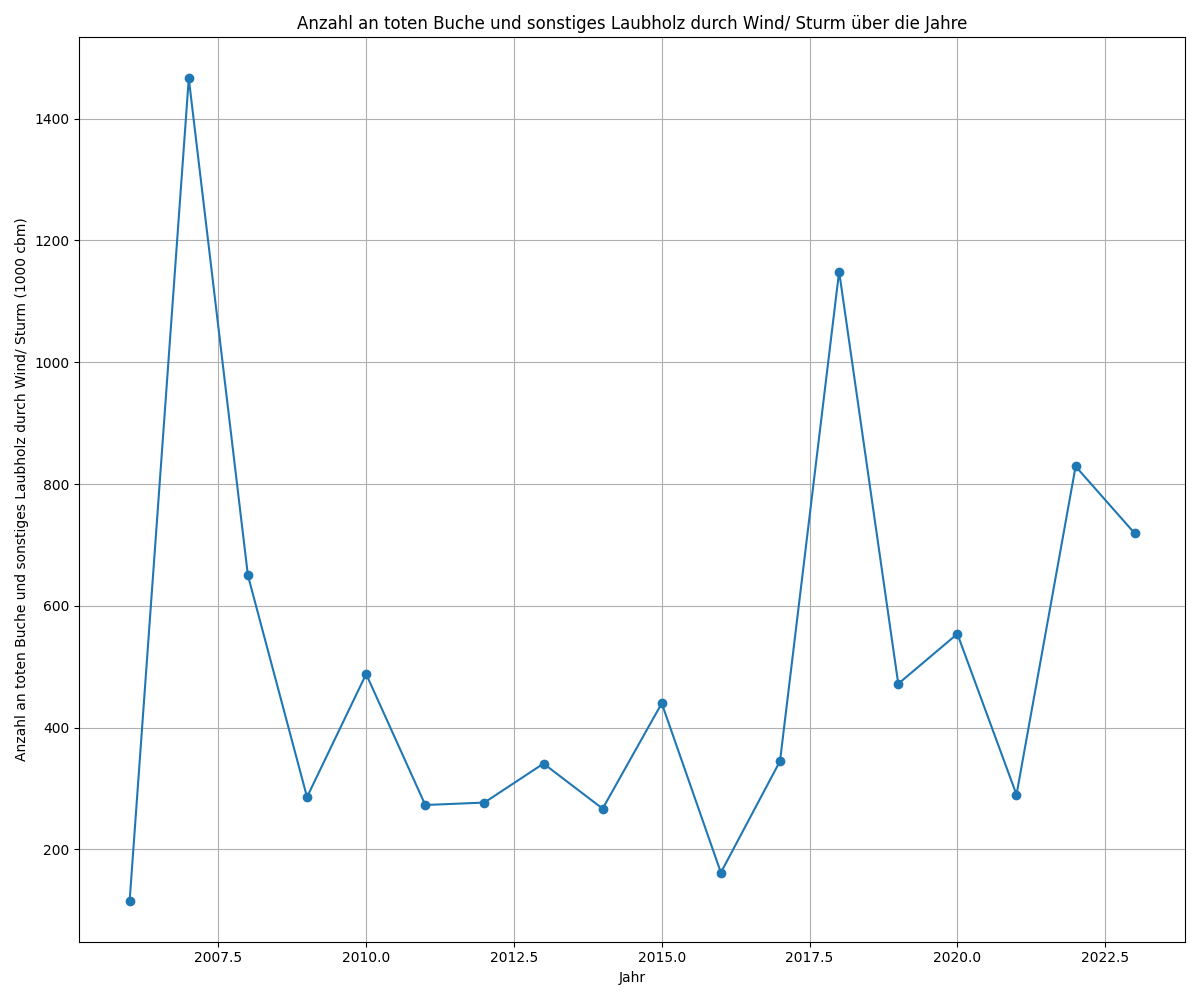 Anzahl an toten Buche und sonstiges Laubholz durch Wind/ Sturm über die Jahre
Anzahl an toten Buche und sonstiges Laubholz durch Wind/ Sturm (1000 cbm)
1400
1200
1000
800
600
400
200
2007.5 2010.0 2012.5 2015.0 2017.5 2020.0 2022.5
Jahr